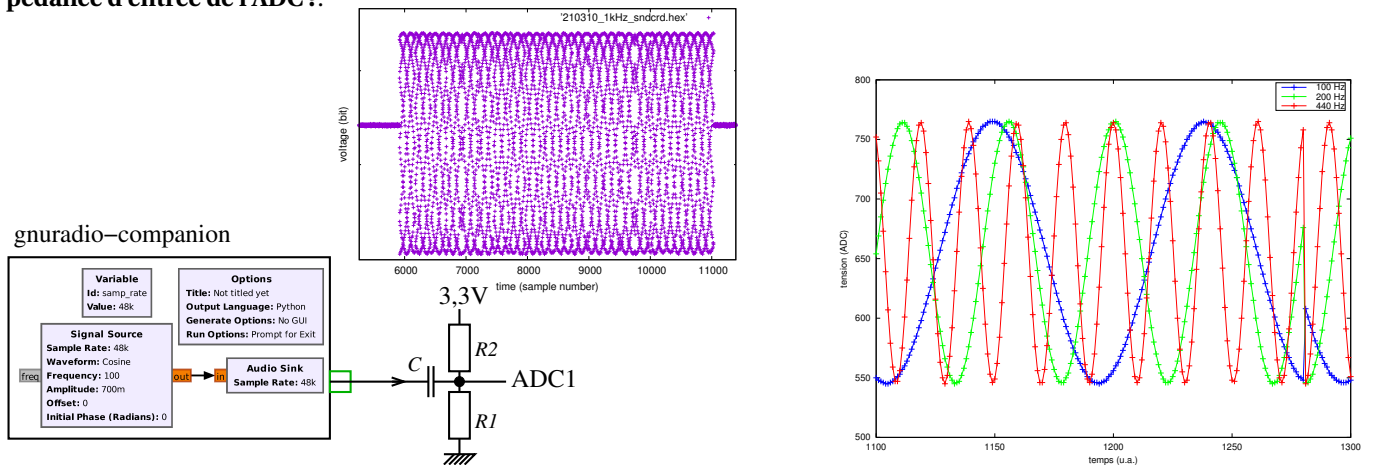 pédance d'entrée de l'ADC ?.
'210310_1kHz_sndcrd.hex'
voltage (bit)
6000 7000 8000 9000 10000 11000
time (sample number)
gnuradio−companion
Variable
Id: samp_rate
Value: 48k
Options
Title: Not titled yet
Output Language: Python
Generate Options: No GUI
Run Options: Prompt for Exit
Signal Source
Sample Rate: 48k
Waveform: Cosine
Frequency: 100
Amplitude: 700m
Offset: 0
Initial Phase (Radians): 0
freq
out
in
Audio Sink
Sample Rate: 48k
3,3V
R2
C
ADC1
R1
100 Hz
200 Hz
440 Hz
800
750
700
650
600
550
500
tension (ADC)
1100 1150 1200 1250 1300
temps (u.a.)